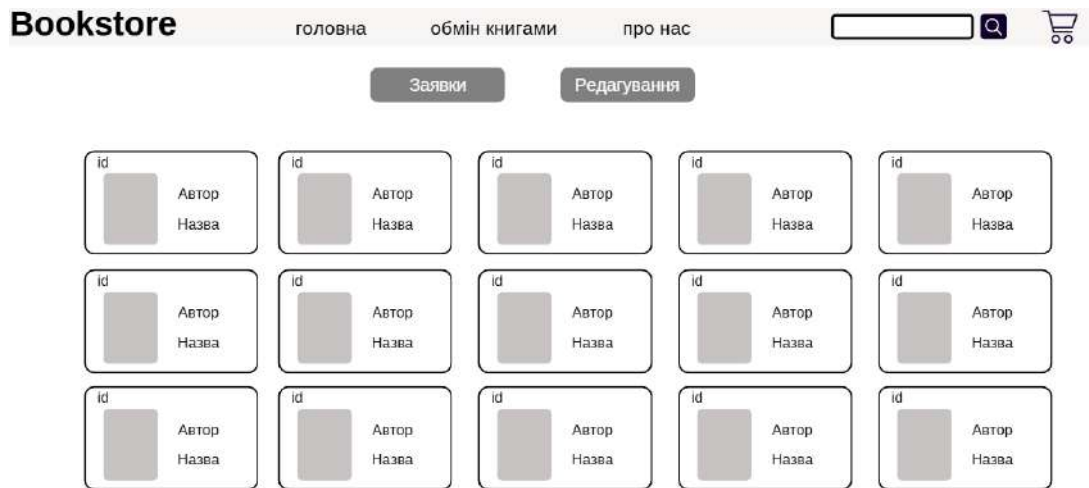 Bookstore головна обмін книгами про нас
Заявки Редагування
id id id id id
Автор Автор Автор Автор Автор
Назва Назва Назва Назва Назва
id id id id id
Автор Автор Автор Автор Автор
Назва Назва Назва Назва Назва
id id id id id
Автор Автор Автор Автор Автор
Назва Назва Назва Назва Назва